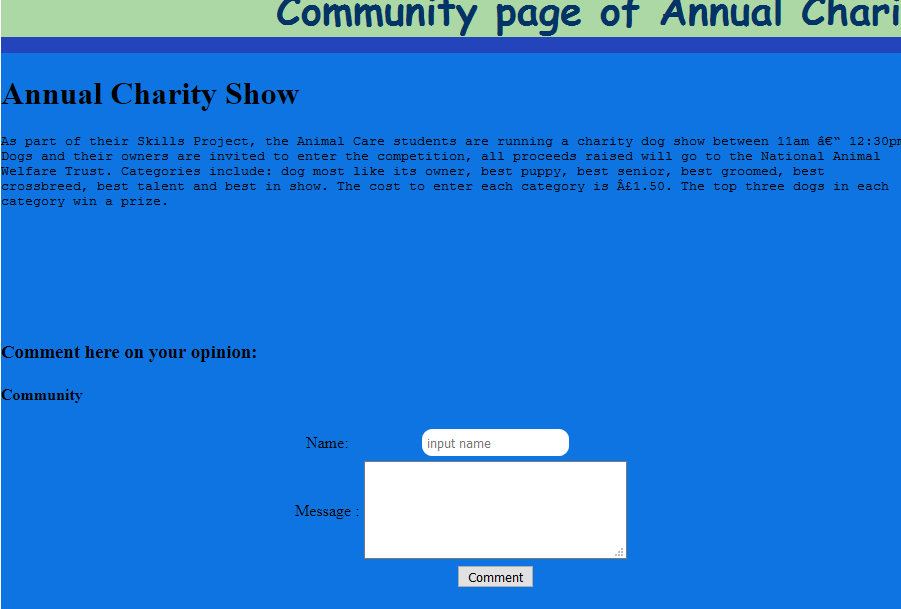 Community page of Annual Chari
Annual Charity Show
As part of their Skills Project, the Animal Care students are running a charity dog show between 11am â€“ 12:30pm
Dogs and their owners are invited to enter the competition, all proceeds raised will go to the National Animal
Welfare Trust. Categories include: dog most like its owner, best puppy, best senior, best groomed, best
crossbreed, best talent and best in show. The cost to enter each category is Â£1.50. The top three dogs in each
category win a prize.
Comment here on your opinion:
Community
Name: input name
Message :
Comment